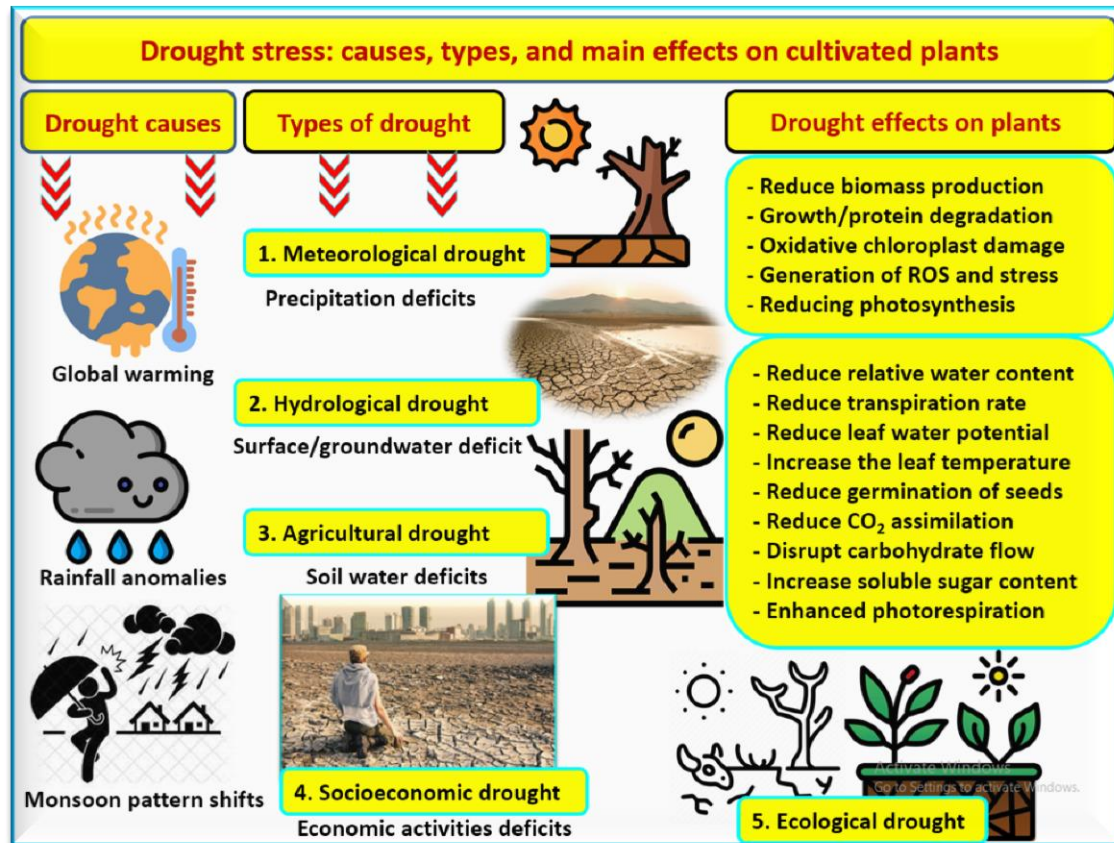 Drought stress: causes, types, and main effects on cultivated plants
Drought causes
Global warming
Rainfall anomalies
Monsoon pattern shifts
Types of drought
1. Meteorological drought
Precipitation deficits
2. Hydrological drought
Surface/groundwater deficit
3. Agricultural drought
Soil water deficits
4. Socioeconomic drought
Economic activities deficits
Drought effects on plants
- Reduce biomass production
- Growth/protein degradation
- Oxidative chloroplast damage
- Generation of ROS and stress
- Reducing photosynthesis
- Reduce relative water content
- Reduce transpiration rate
- Reduce leaf water potential
- Increase the leaf temperature
- Reduce germination of seeds
- Reduce CO₂ assimilation
- Disrupt carbohydrate flow
- Increase soluble sugar content
- Enhanced photorespiration
Activate Windows
Go to Settings to activate Windows.
5. Ecological drought